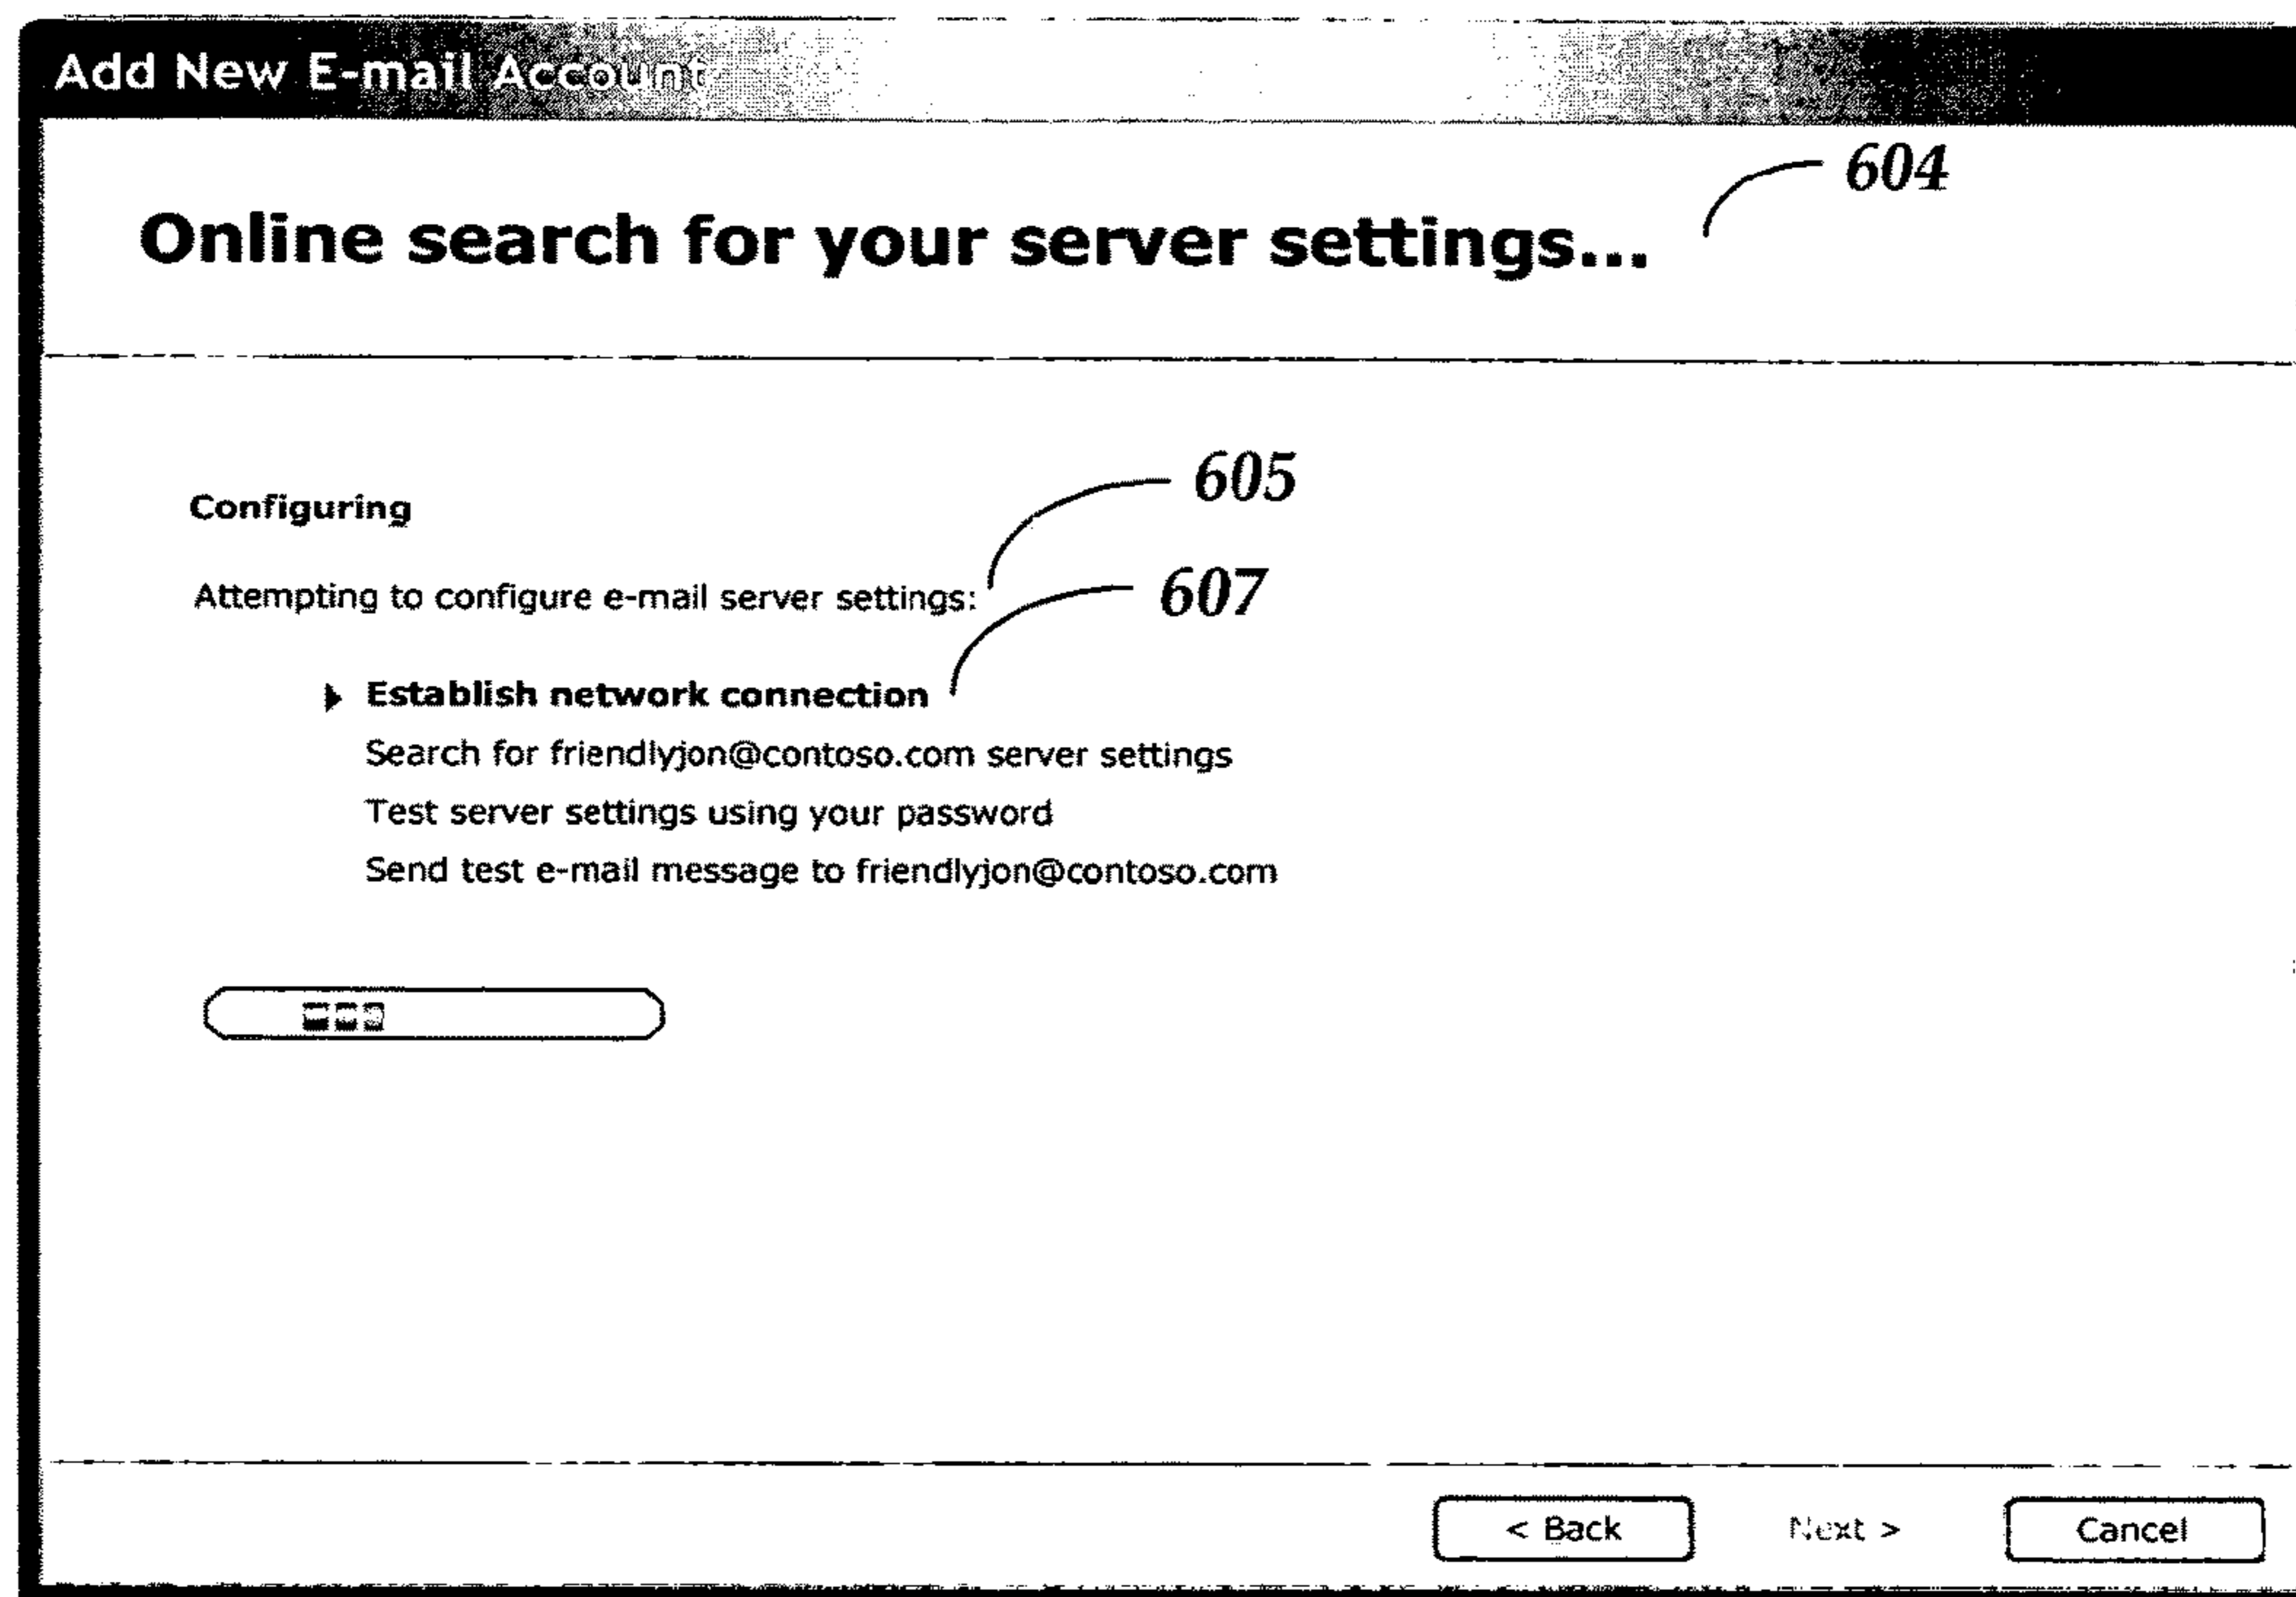 Add New E-mail Account
604
Online search for your server settings...
605
Configuring
Attempting to configure e-mail server settings:
607
Establish network connection
Search for friendlyjon@contoso.com server settings
Test server settings using your password
Send test e-mail message to friendlyjon@contoso.com
< Back Next > Cancel